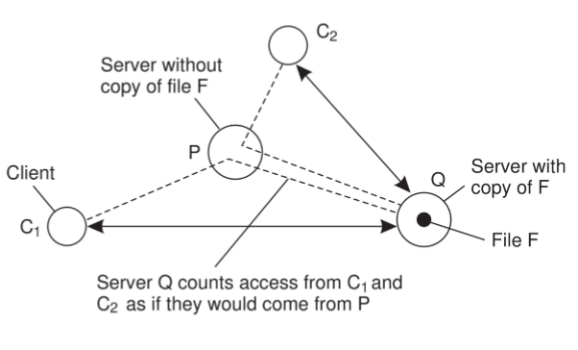 C2
Server without
copy of file F
P
Client
Q
Server with
copy of F
C1
File F
Server Q counts access from C1 and
C2 as if they would come from P